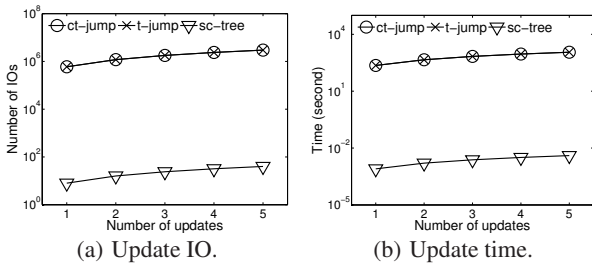 ct-jump t-jump sc-tree
Number of IOs
10^8
10^6
10^4
10^2
10^0
1 2 3 4 5
Number of updates
(a) Update IO.
ct-jump t-jump sc-tree
Time (second)
10^4
10^1
10^-2
10^-5
1 2 3 4 5
Number of updates
(b) Update time.